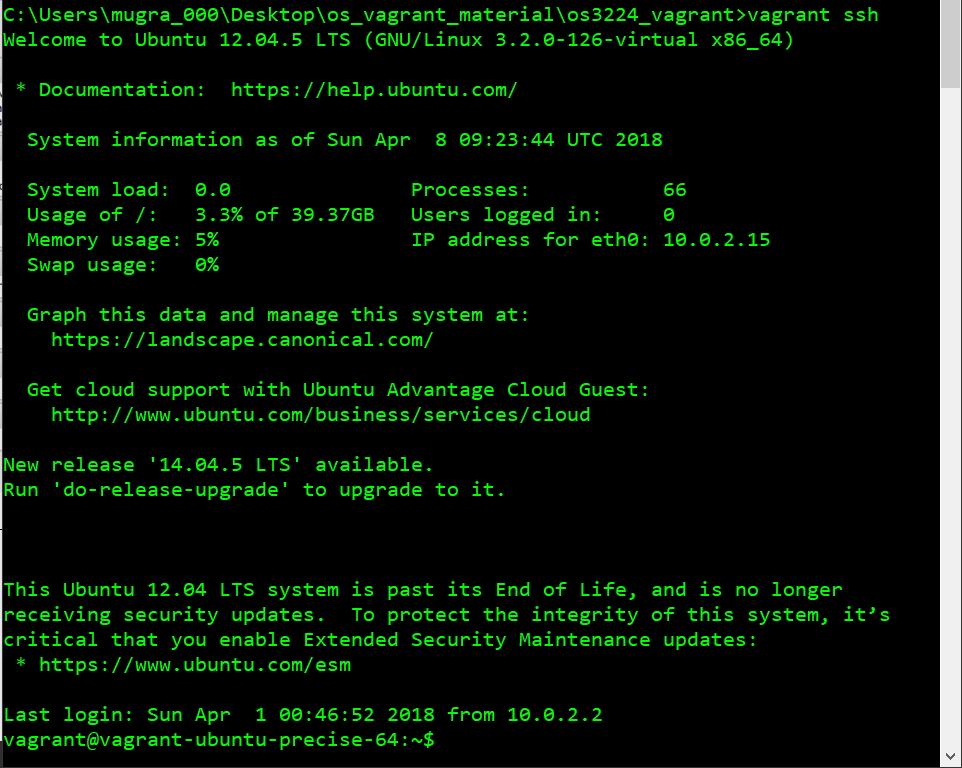 C:\Users\mugra_000\Desktop\os_vagrant_material\os3224_vagrant>vagrant ssh
Welcome to Ubuntu 12.04.5 LTS (GNU/Linux 3.2.0-126-virtual x86_64)
* Documentation:  https://help.ubuntu.com/
System information as of Sun Apr  8 09:23:44 UTC 2018
System load:  0.0               Processes:           66
Usage of /:   3.3% of 39.37GB   Users logged in:     0
Memory usage: 5%                IP address for eth0: 10.0.2.15
Swap usage:   0%
Graph this data and manage this system at:
https://landscape.canonical.com/
Get cloud support with Ubuntu Advantage Cloud Guest:
http://www.ubuntu.com/business/services/cloud
New release '14.04.5 LTS' available.
Run 'do-release-upgrade' to upgrade to it.
This Ubuntu 12.04 LTS system is past its End of Life, and is no longer
receiving security updates.  To protect the integrity of this system, it’s
critical that you enable Extended Security Maintenance updates:
* https://www.ubuntu.com/esm
Last login: Sun Apr  1 00:46:52 2018 from 10.0.2.2
vagrant@vagrant-ubuntu-precise-64:~$